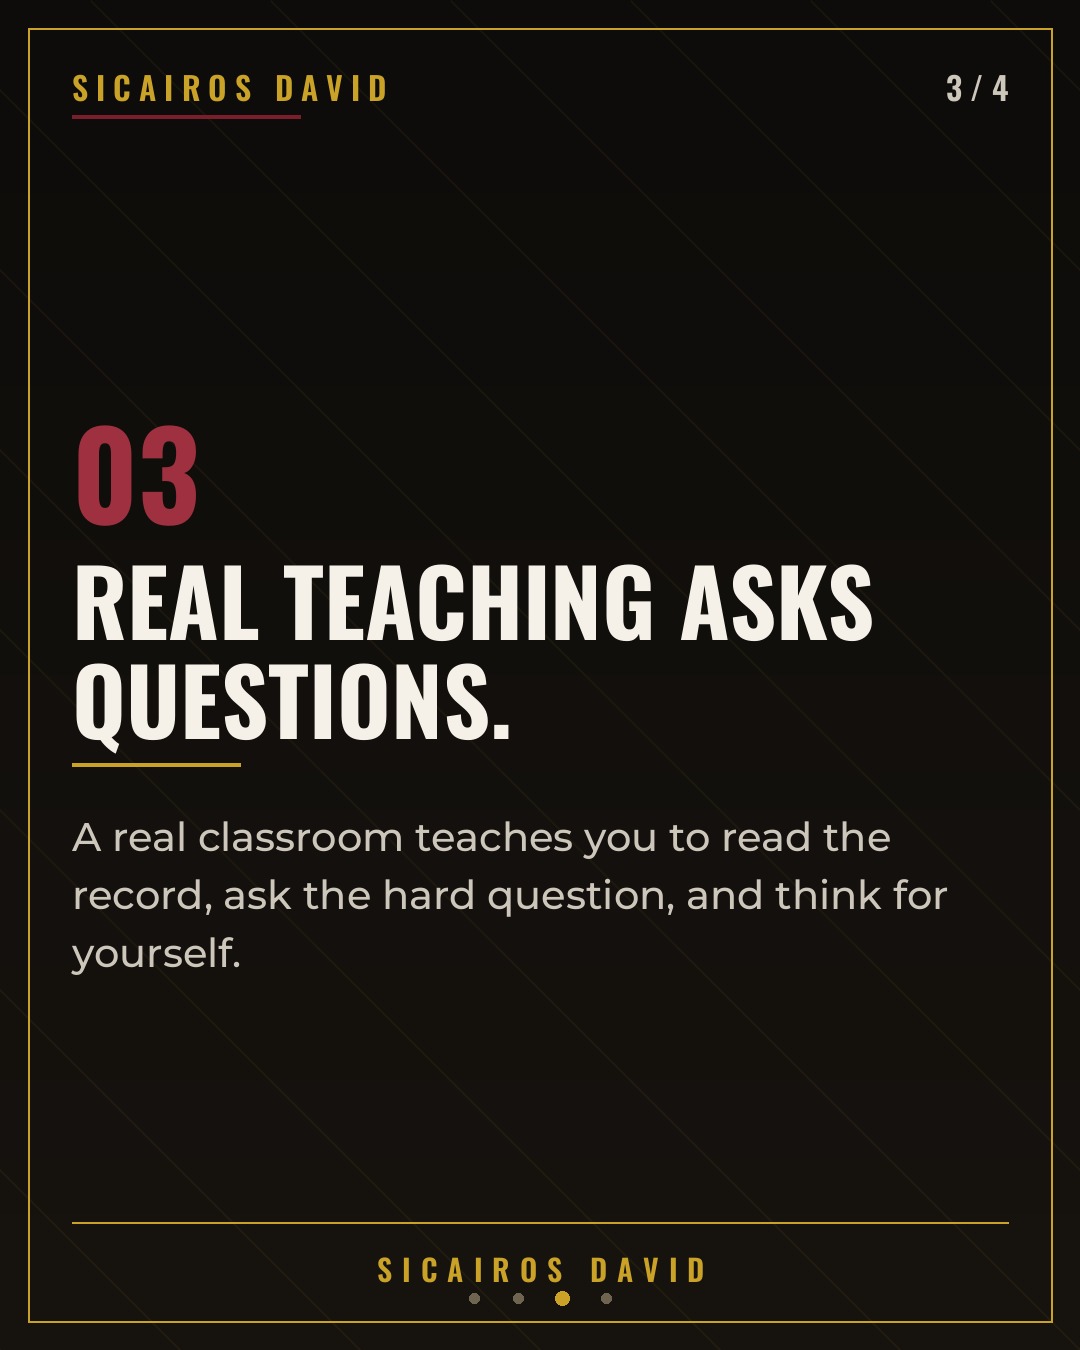 SICAIROS DAVID
3 / 4
03
REAL TEACHING ASKS
QUESTIONS.
A real classroom teaches you to read the
record, ask the hard question, and think for
yourself.
SICAIROS DAVID